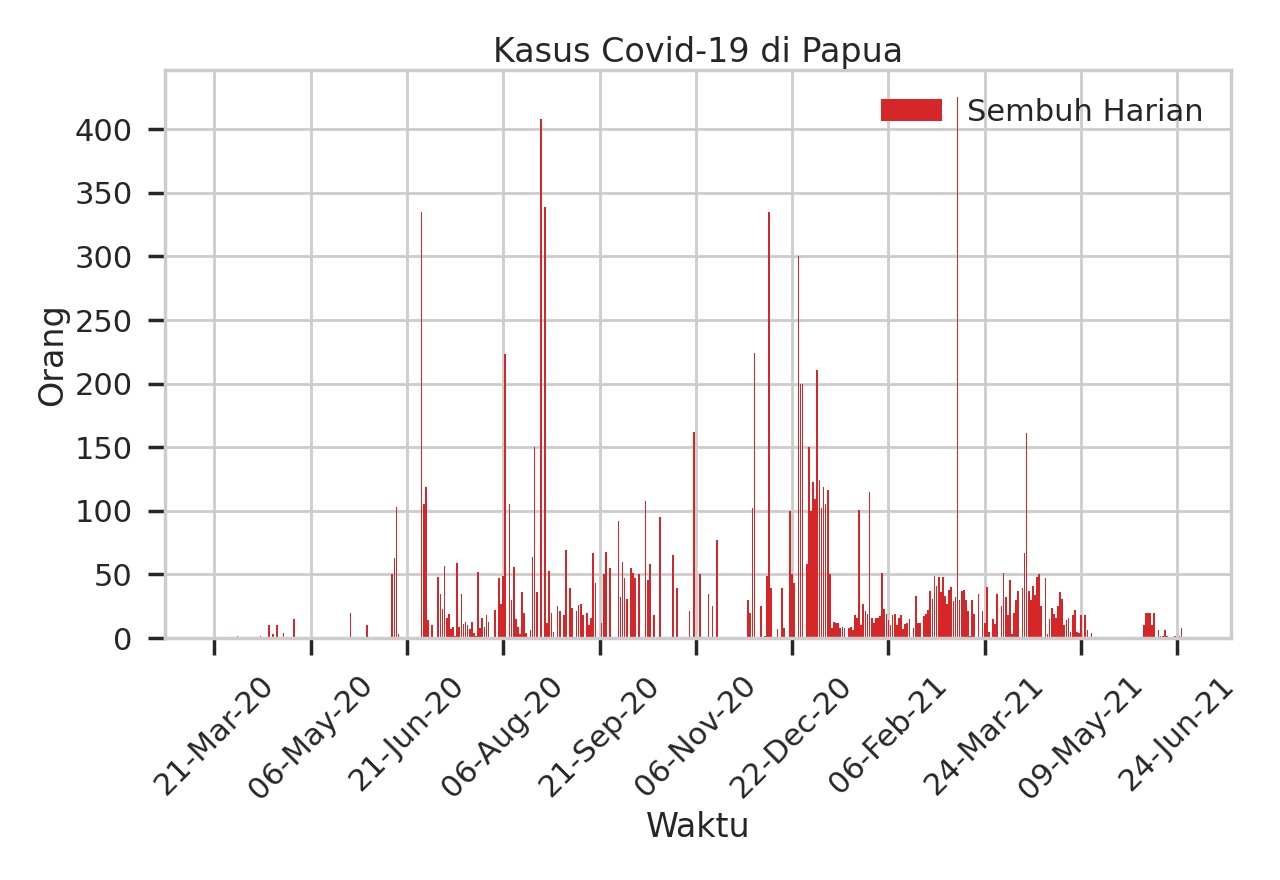 Kasus Covid-19 di Papua
Sembuh Harian
Orang
400
350
300
250
200
150
100
50
0
21-Mar-20
06-May-20
21-Jun-20
06-Aug-20
21-Sep-20
06-Nov-20
22-Dec-20
06-Feb-21
24-Mar-21
09-May-21
24-Jun-21
Waktu